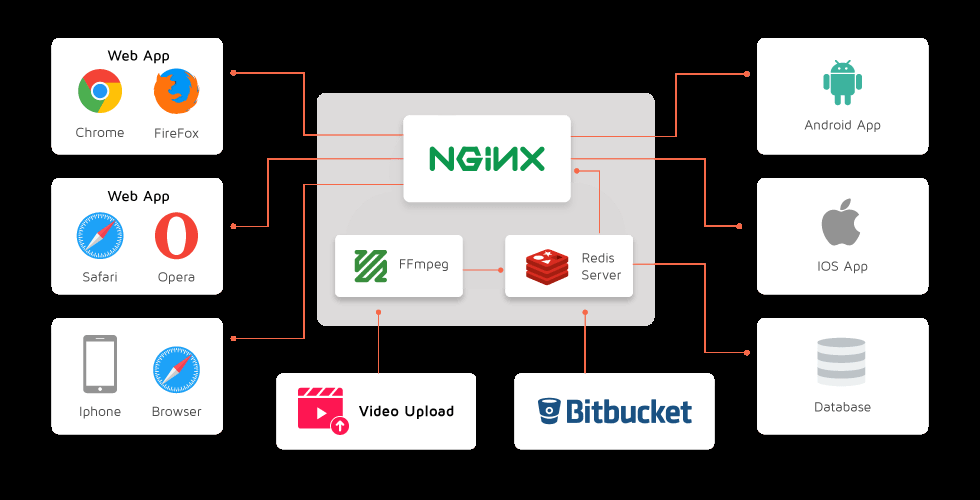 Web App
Chrome
FireFox
Web App
Safari
Opera
Iphone
Browser
NGiNX
FFmpeg
Redis
Server
Video Upload
Bitbucket
Android App
IOS App
Database